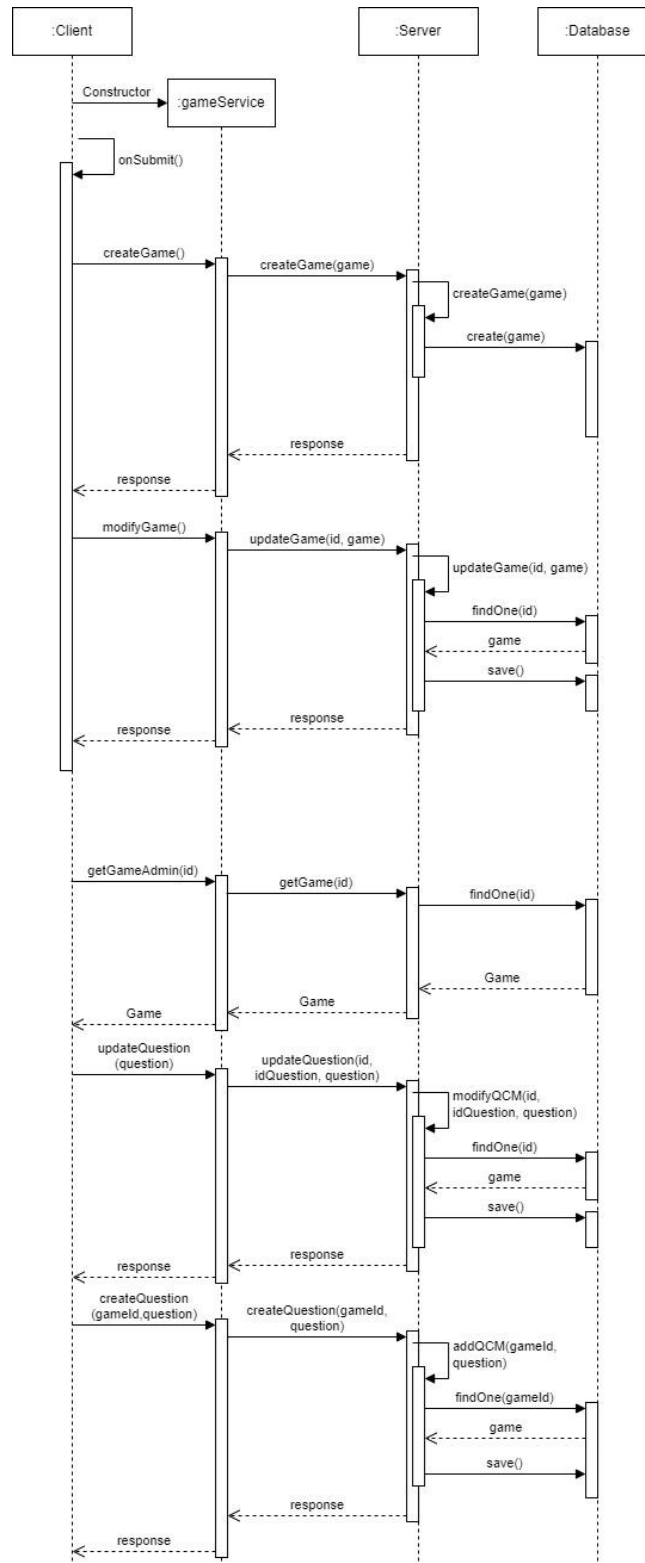 :Client
:Server
:Database
Constructor
:gameService
onSubmit()
createGame()
createGame(game)
createGame(game)
create(game)
response
response
modifyGame()
updateGame(id, game)
updateGame(id, game)
findOne(id)
game
save()
response
response
getGameAdmin(id)
getGame(id)
findOne(id)
Game
Game
Game
updateQuestion
(question)
updateQuestion(id,
idQuestion, question)
modifyQCM(id,
idQuestion, question)
findOne(id)
game
save()
response
response
createQuestion
(gameId,question)
createQuestion(gameId,
question)
addQCM(gameId,
question)
findOne(gameId)
game
save()
response
response